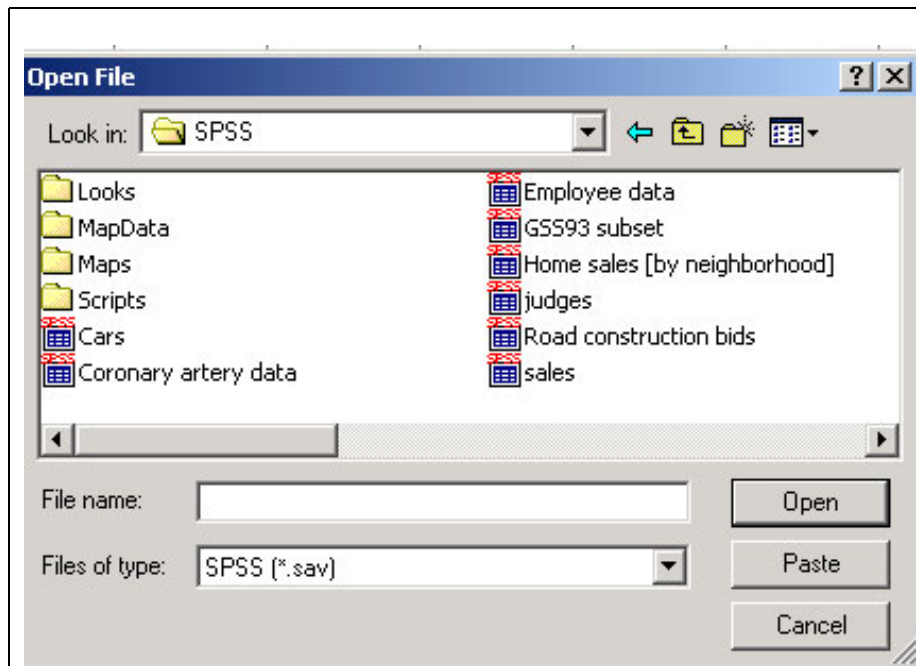 Open File
Look in: SPSS
Looks
MapData
Maps
Scripts
Cars
Coronary artery data
Employee data
GSS93 subset
Home sales [by neighborhood]
judges
Road construction bids
sales
File name:
Open
Files of type: SPSS (*.sav)
Paste
Cancel